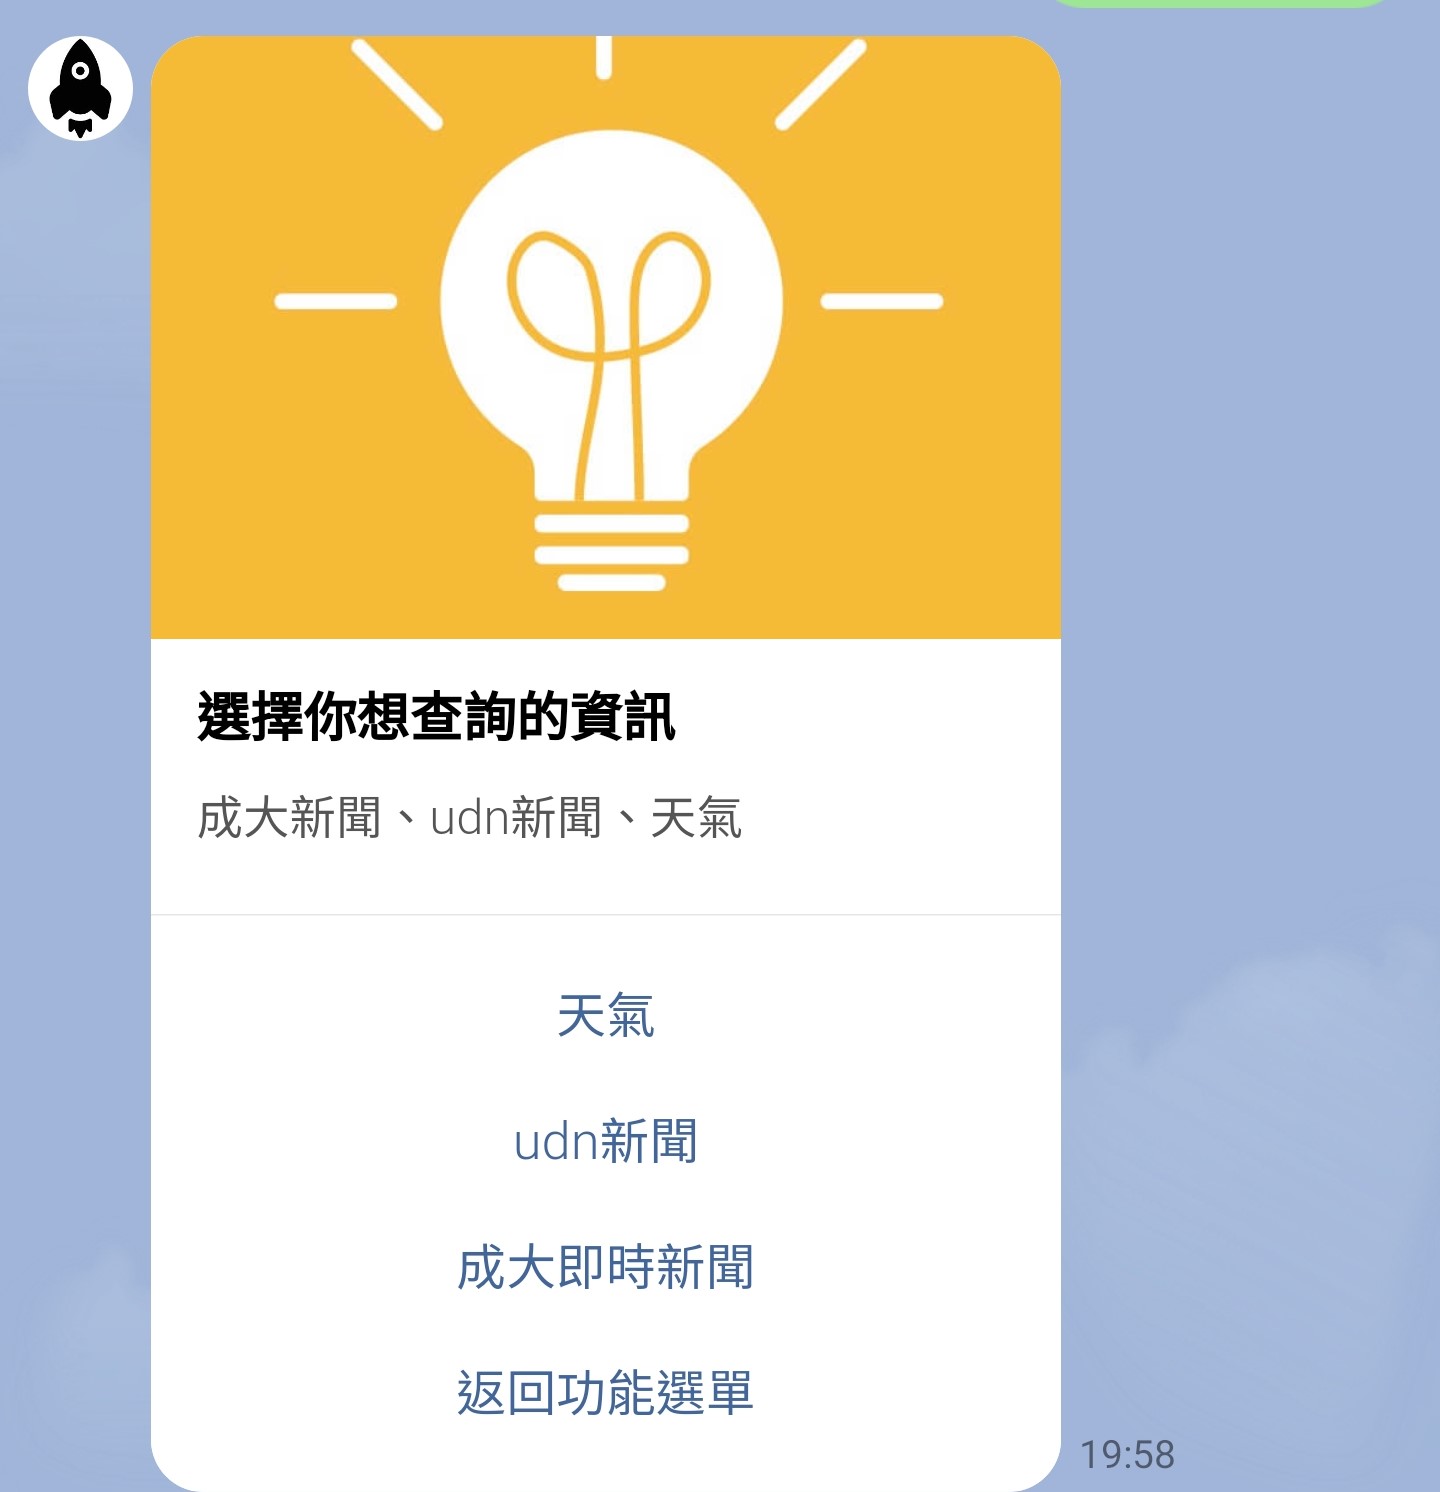 選擇你想查詢的資訊
成大新聞、udn新聞、天氣
天氣
udn新聞
成大即時新聞
返回功能選單
19:58